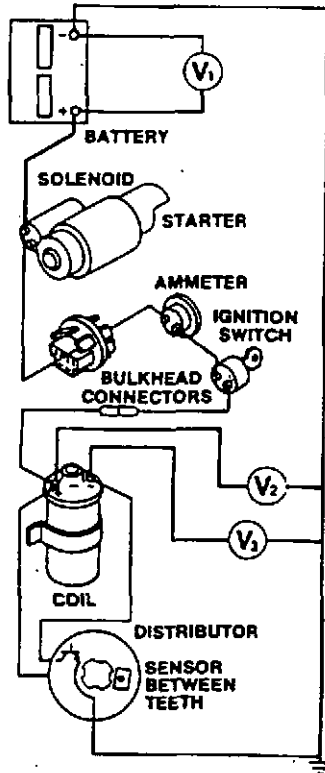 −
V1
+
BATTERY
SOLENOID
STARTER
AMMETER
IGNITION
SWITCH
BULKHEAD
CONNECTORS
V2
+
−
V3
COIL
DISTRIBUTOR
SENSOR
BETWEEN
TEETH